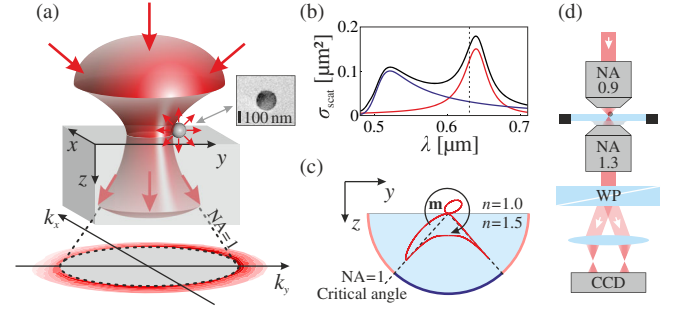 (a)
100 nm
x
y
z
k_x
NA=1
k_y
(b)
σ_scat [µm²]
0.2
0.1
0
0.5
0.6
0.7
λ [µm]
(c)
y
z
m
n=1.0
n=1.5
NA=1
Critical angle
(d)
NA
0.9
NA
1.3
WP
CCD